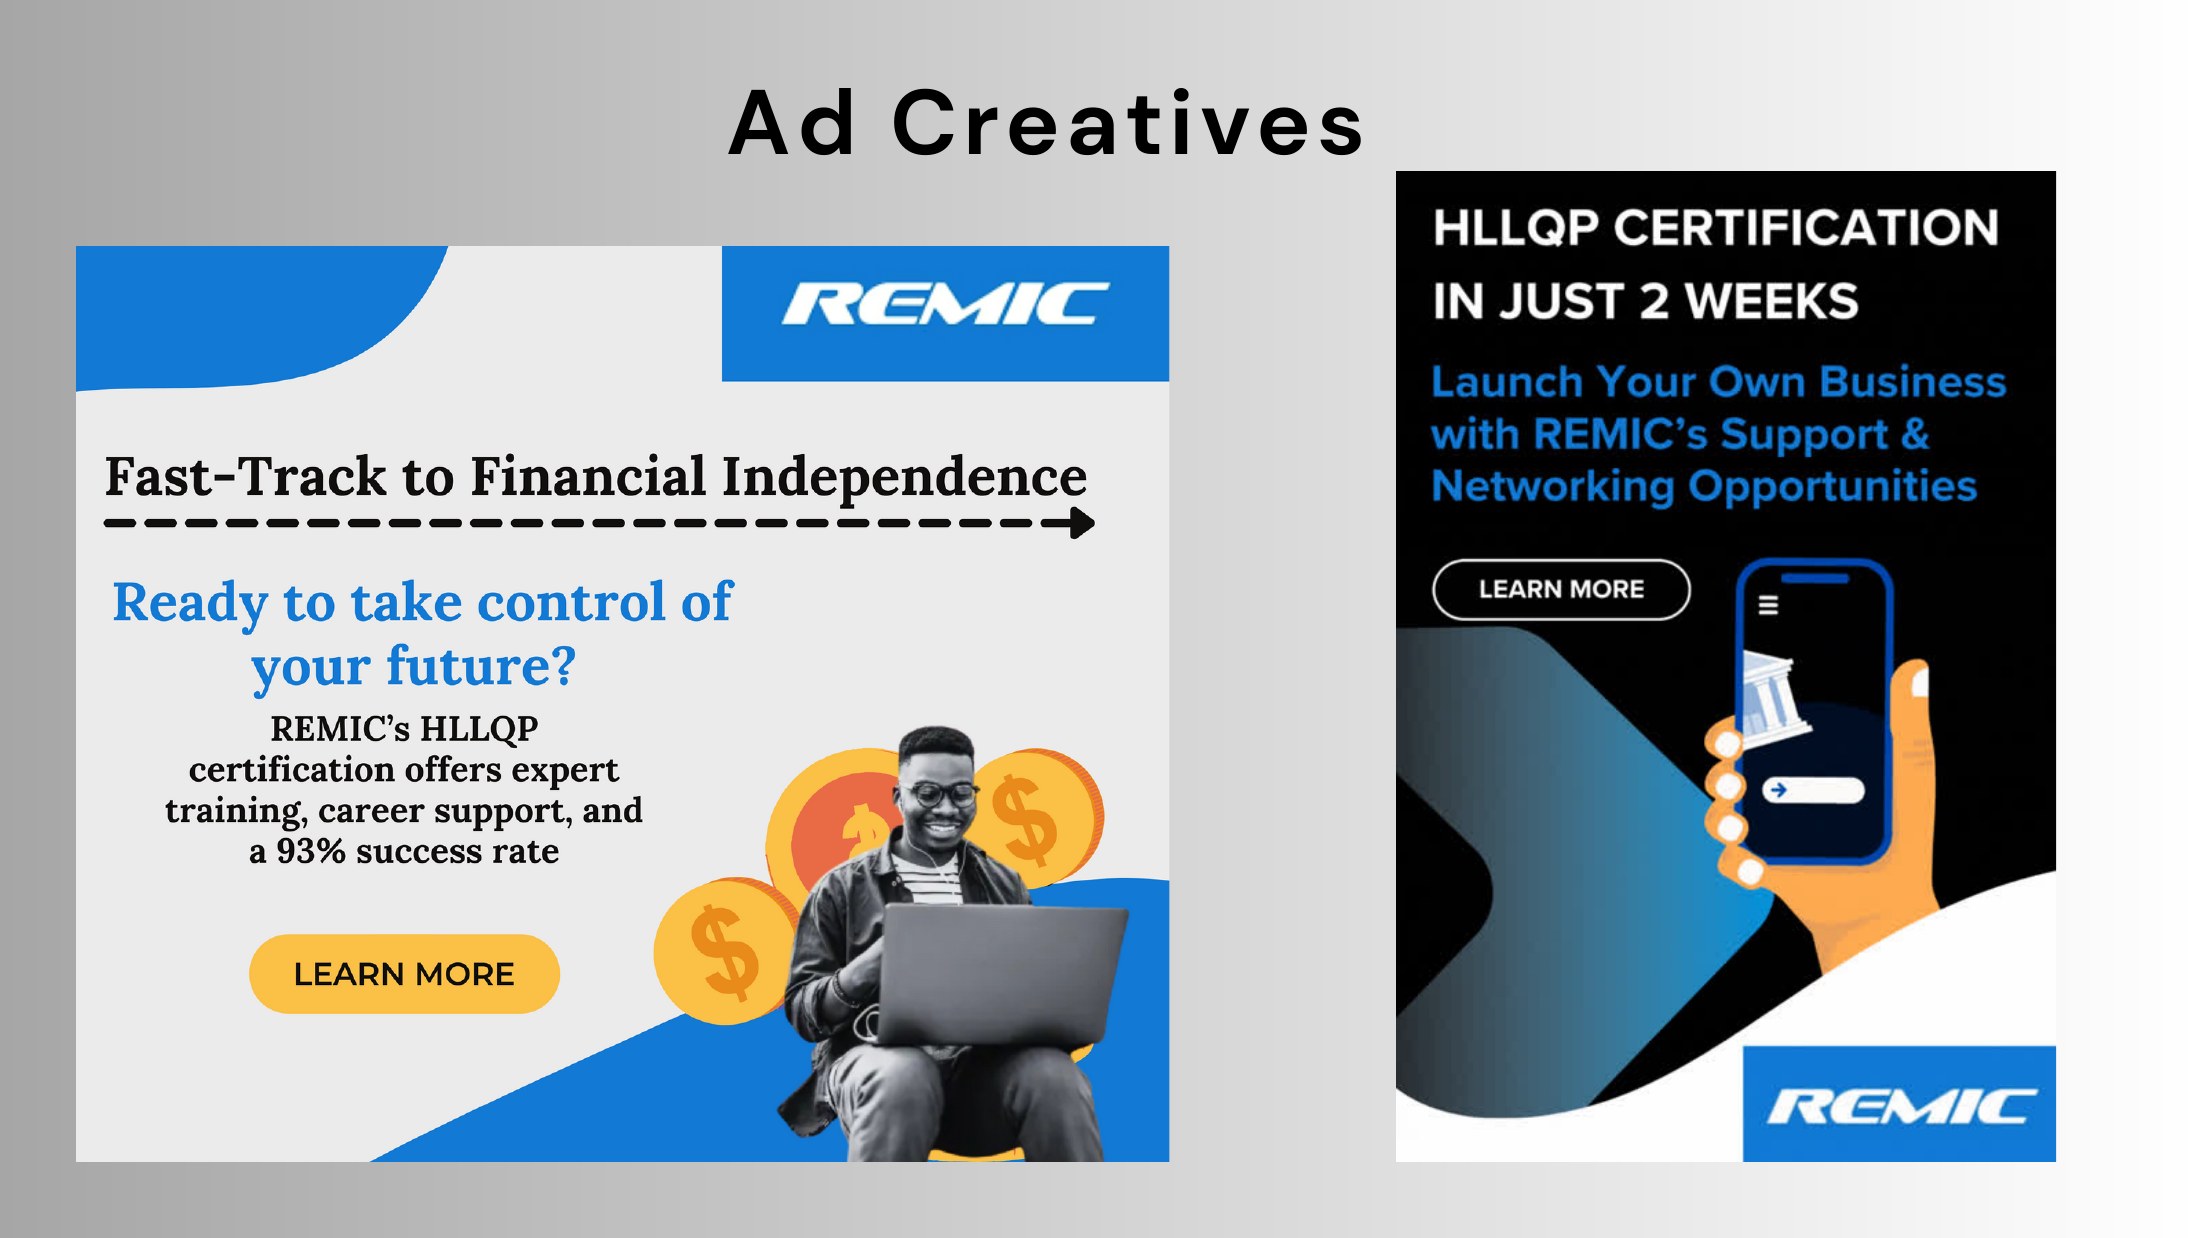 Ad Creatives
REMIC
Fast-Track to Financial Independence
Ready to take control of
your future?
REMIC’s HLLQP
certification offers expert
training, career support, and
a 93% success rate
LEARN MORE
$
$
$
HLLQP CERTIFICATION
IN JUST 2 WEEKS
Launch Your Own Business
with REMIC’s Support &
Networking Opportunities
LEARN MORE
REMIC